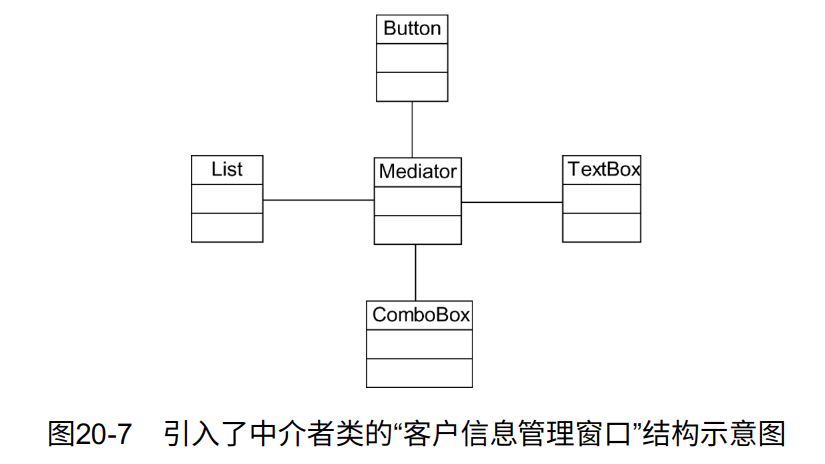 Button
List
Mediator
TextBox
ComboBox
图20-7 引入了中介者类的“客户信息管理窗口”结构示意图